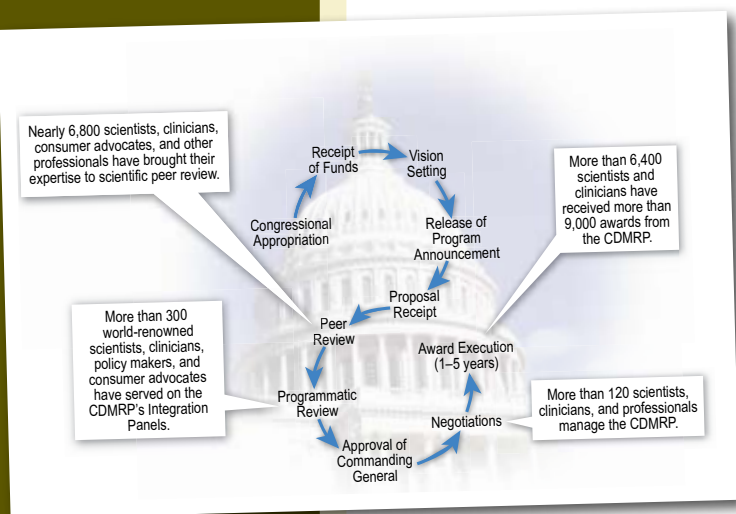 Nearly 6,800 scientists, clinicians,
consumer advocates, and other
professionals have brought their
expertise to scientific peer review.
Receipt
of Funds
Vision
Setting
More than 6,400
scientists and
clinicians have
received more than
9,000 awards from
the CDMRP.
Congressional
Appropriation
Release of
Program
Announcement
Proposal
Receipt
Peer
Review
More than 300
world-renowned
scientists, clinicians,
policy makers, and
consumer advocates
have served on the
CDMRP's Integration
Panels.
Award Execution
(1–5 years)
Programmatic
Review
Negotiations
More than 120 scientists,
clinicians, and professionals
manage the CDMRP.
Approval of
Commanding
General